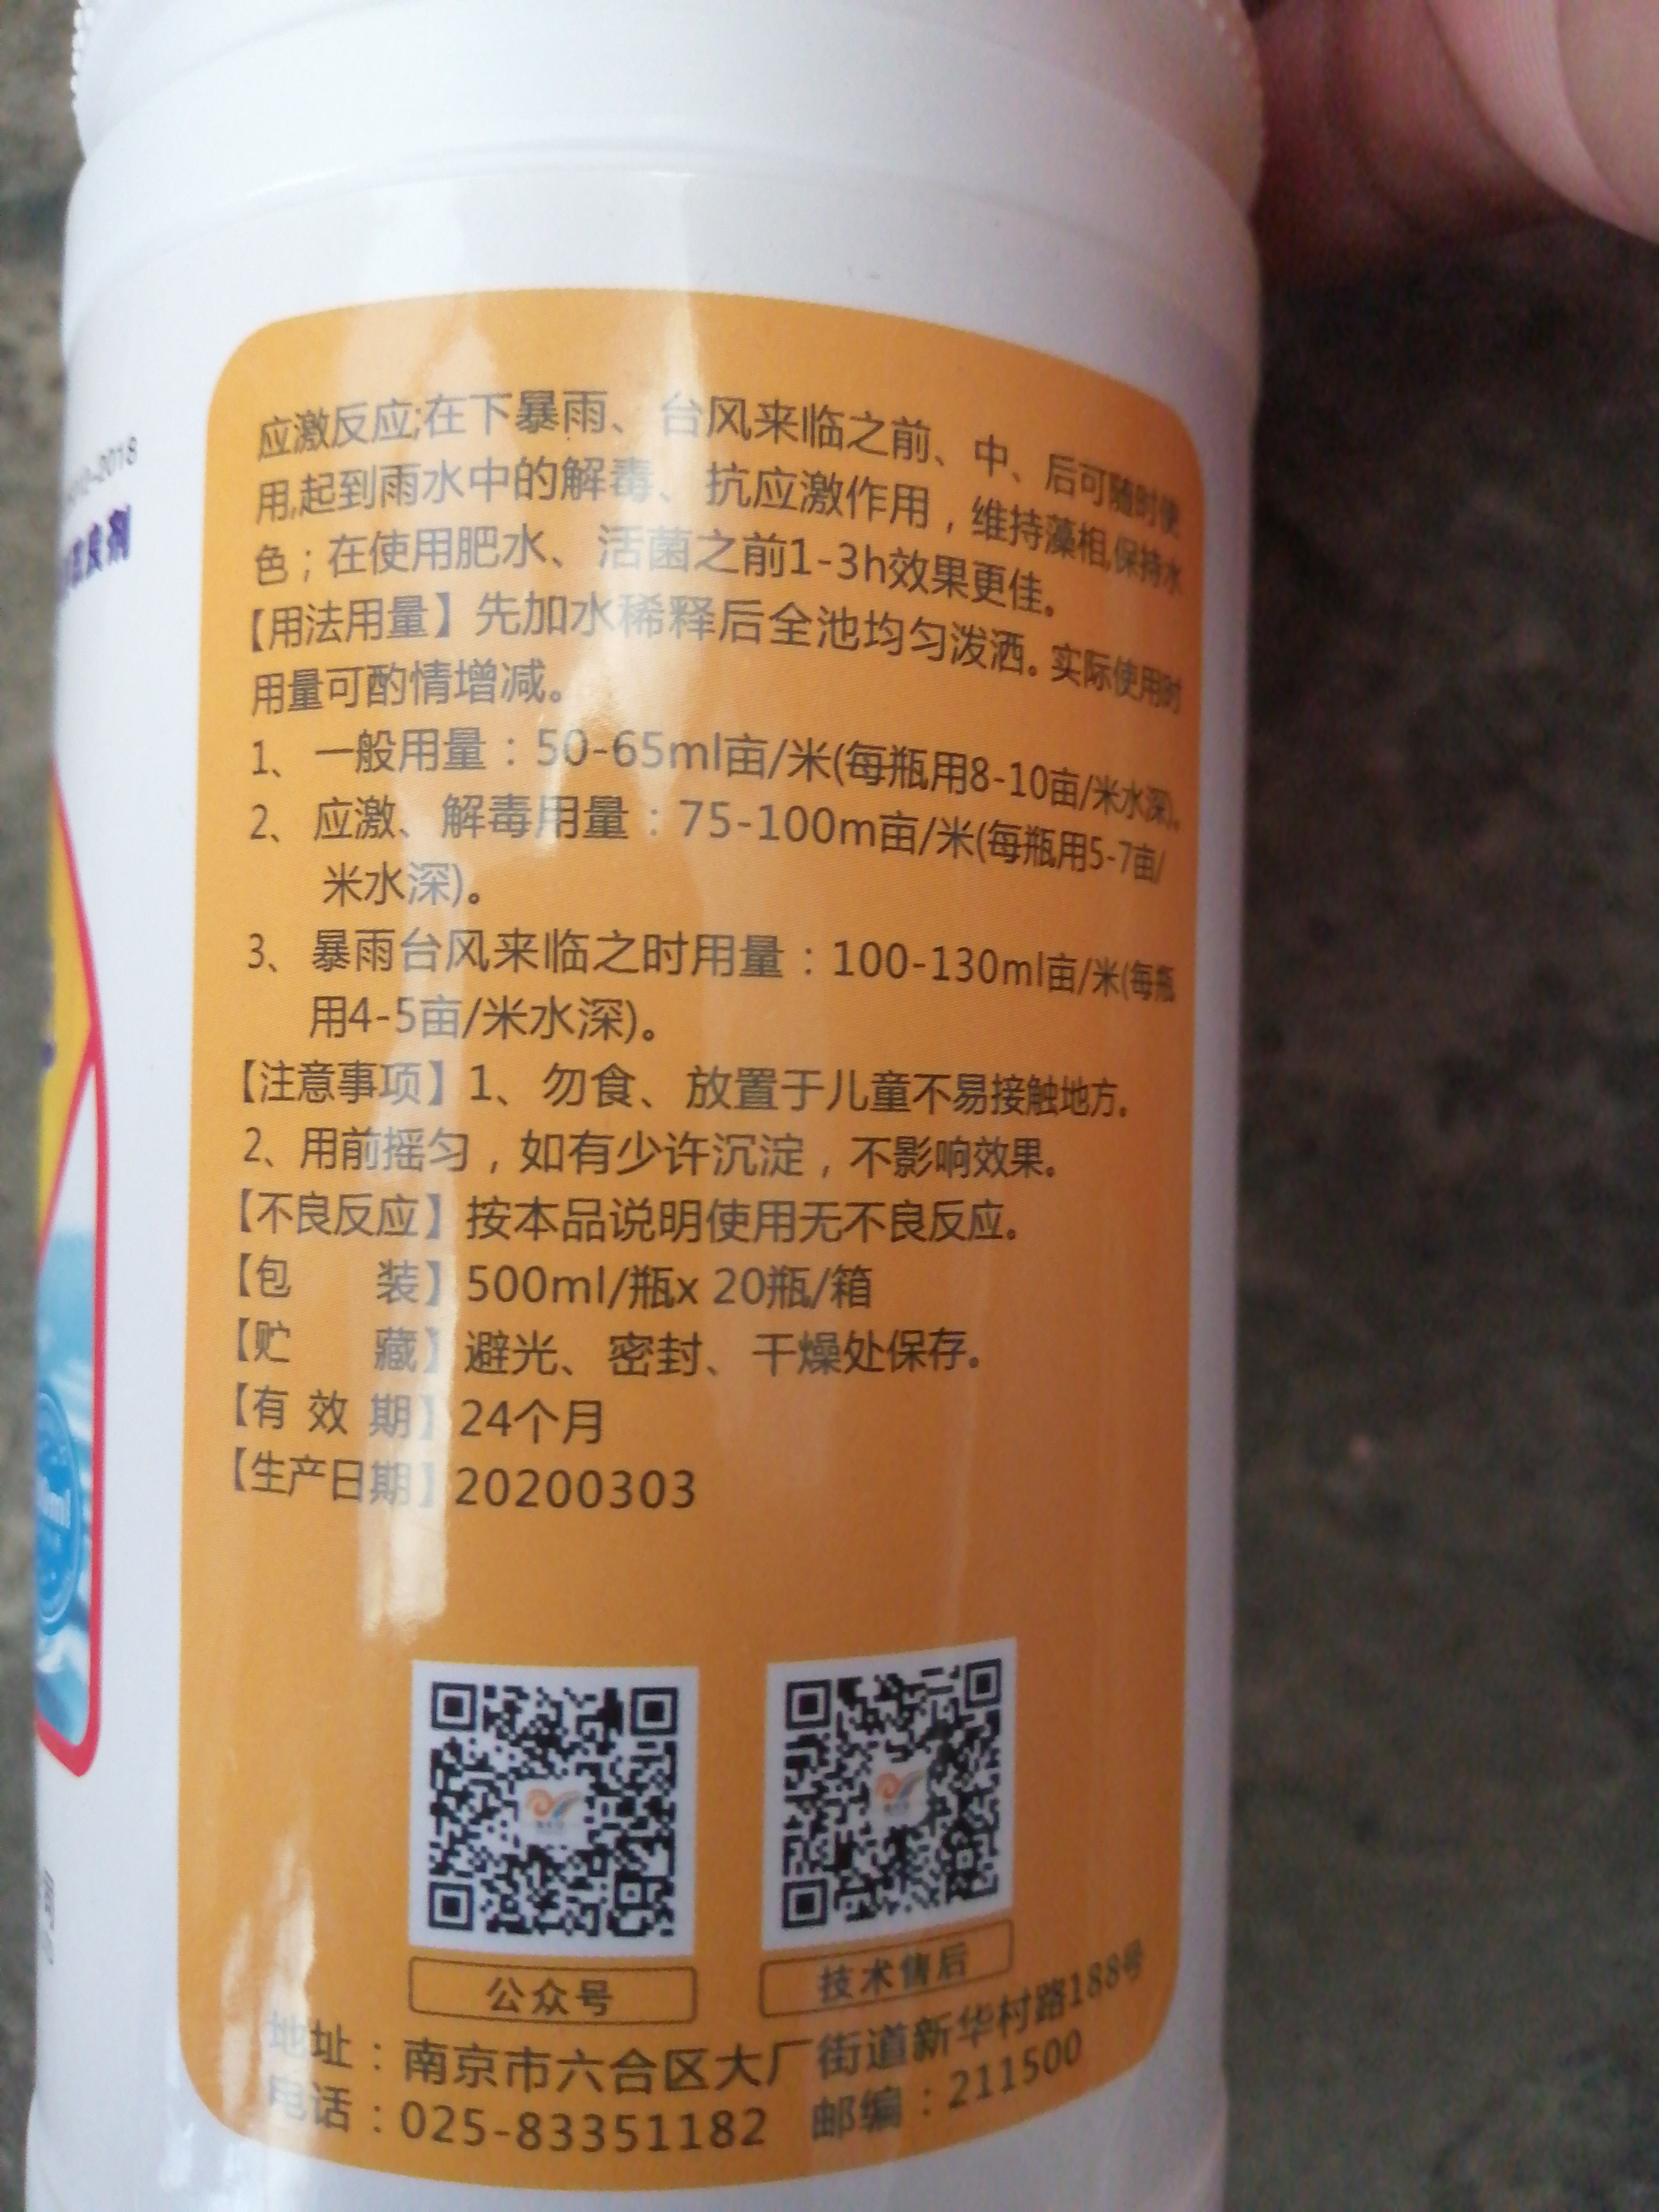 应激反应;在下暴雨、台风来临之前、中、后可随时使
用,起到雨水中的解毒、抗应激作用，维持藻相,保持水
色；在使用肥水、活菌之前1-3h效果更佳。
【用法用量】先加水稀释后全池均匀泼洒。实际使用时
用量可酌情增减。
1、一般用量：50-65ml亩/米(每瓶用8-10亩/米水深)。
2、应激、解毒用量：75-100m亩/米(每瓶用5-7亩/
米水深)。
3、暴雨台风来临之时用量：100-130ml亩/米(每瓶
用4-5亩/米水深)。
【注意事项】1、勿食、放置于儿童不易接触地方。
2、用前摇匀，如有少许沉淀，不影响效果。
【不良反应】按本品说明使用无不良反应。
【包 装】500ml/瓶x 20瓶/箱
【贮 藏】避光、密封、干燥处保存。
【有 效 期】24个月
【生产日期】20200303
公众号 技术售后
地址：南京市六合区大厂街道新华村路188号
电话：025-83351182 邮编：211500
-2018
良剂